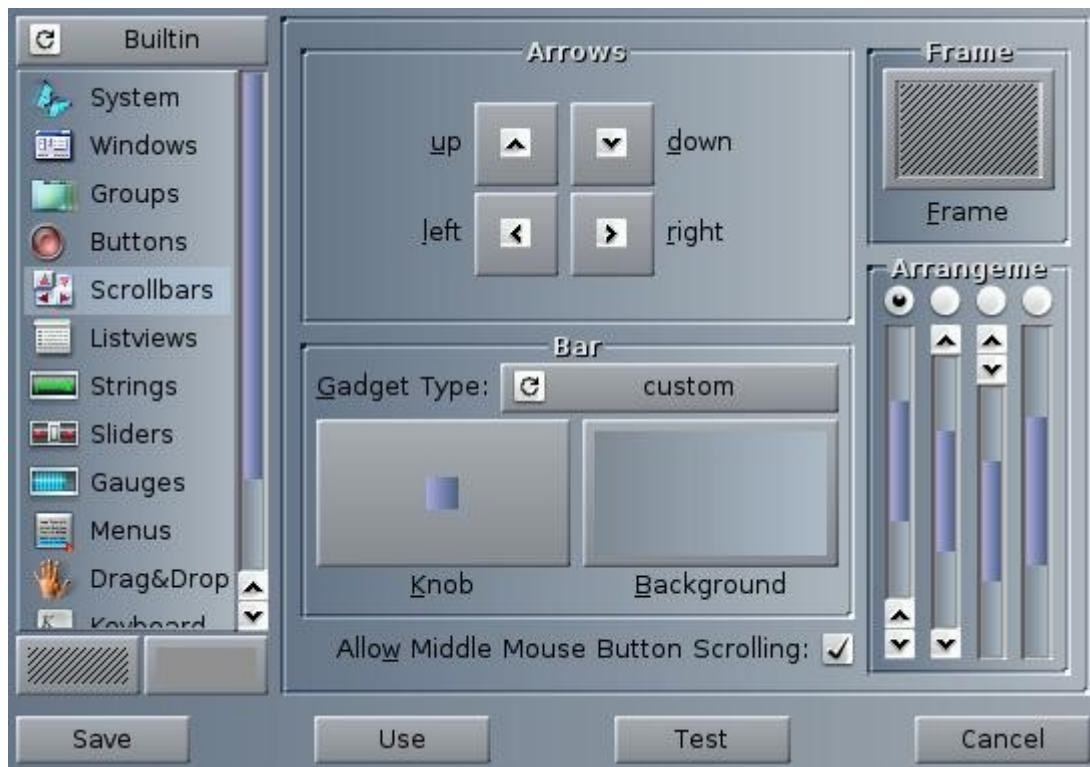 Builtin
System
Windows
Groups
Buttons
Scrollbars
Listviews
Strings
Sliders
Gauges
Menus
Drag&Drop
Keyboard
Arrows
up
down
left
right
Bar
Gadget Type: custom
Knob
Background
Allow Middle Mouse Button Scrolling:
Frame
Frame
Arrangeme
Save
Use
Test
Cancel